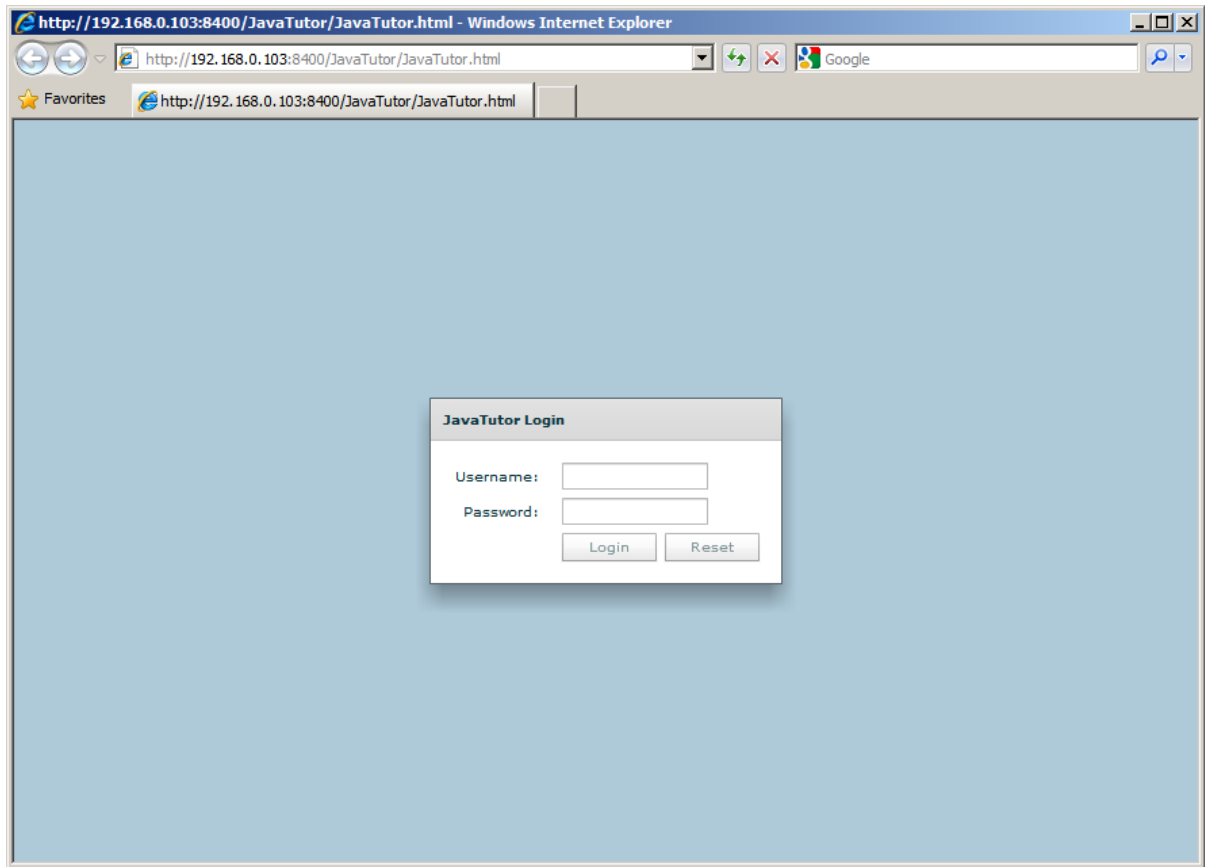 http://192.168.0.103:8400/JavaTutor/JavaTutor.html - Windows Internet Explorer
http://192.168.0.103:8400/JavaTutor/JavaTutor.html Google
Favorites http://192.168.0.103:8400/JavaTutor/JavaTutor.html
JavaTutor Login
Username:
Password:
Login Reset